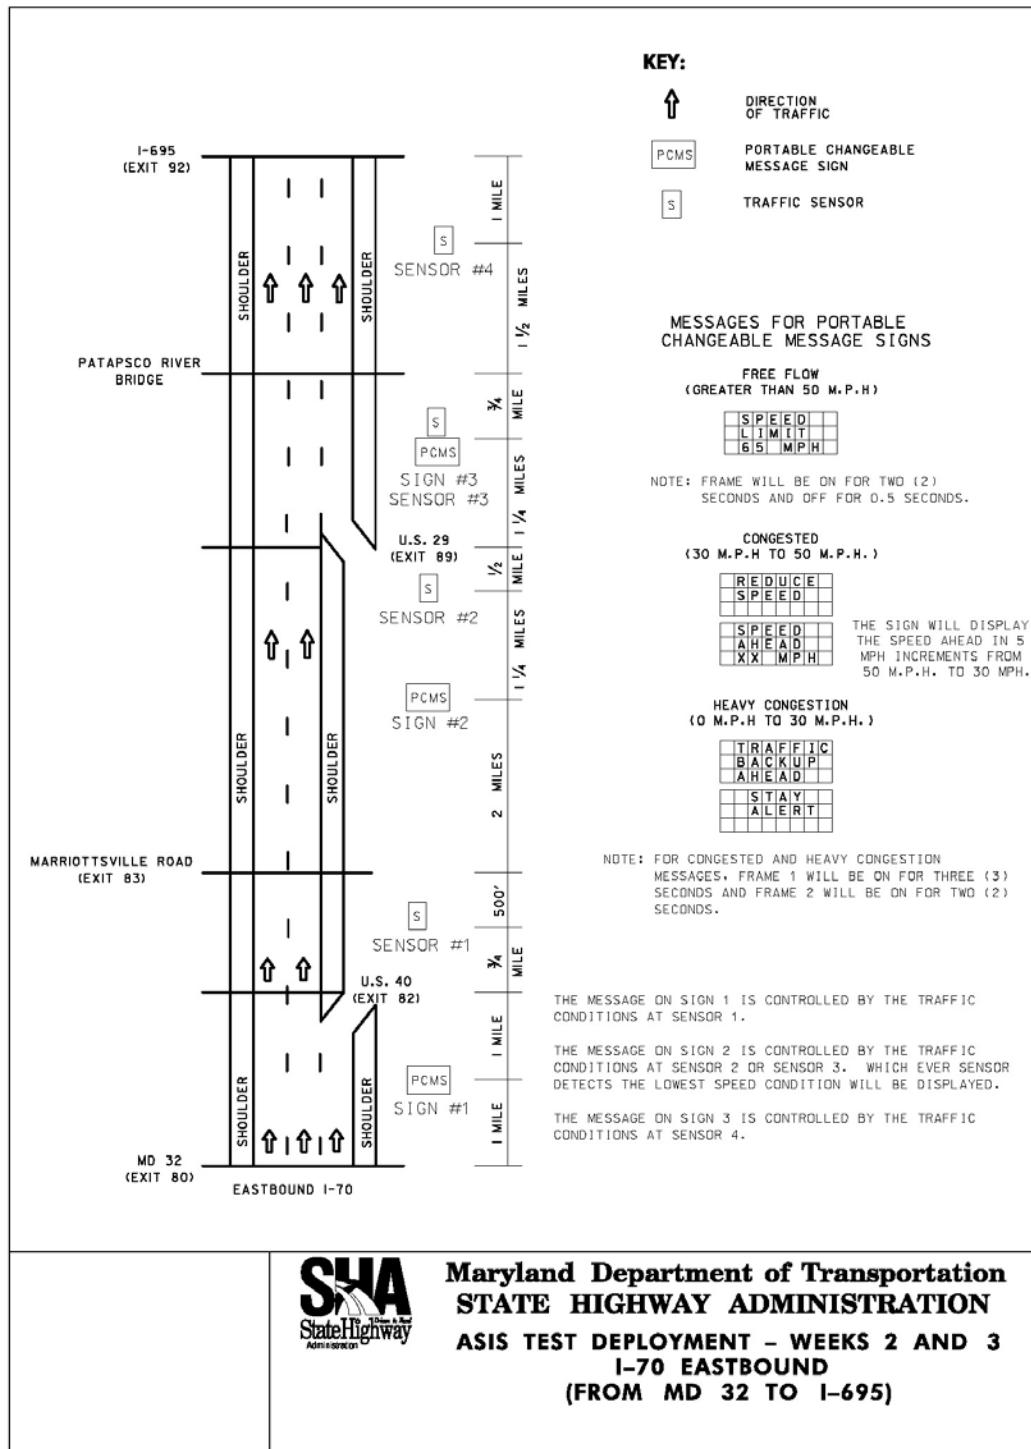 KEY:
DIRECTION
OF TRAFFIC
PCMS
PORTABLE CHANGEABLE
MESSAGE SIGN
S
TRAFFIC SENSOR
I-695
(EXIT 92)
1 MILE
S
SENSOR #4
SHOULDER
SHOULDER
1 1/2 MILES
PATAPSCO RIVER
BRIDGE
3/4 MILE
S
PCMS
SIGN #3
SENSOR #3
1 1/4 MILES
U.S. 29
(EXIT 89)
1/2 MILE
S
SENSOR #2
1 1/4 MILES
PCMS
SIGN #2
SHOULDER
SHOULDER
2 MILES
MARRIOTTSVILLE ROAD
(EXIT 83)
500'
S
SENSOR #1
3/4 MILE
U.S. 40
(EXIT 82)
1 MILE
PCMS
SIGN #1
SHOULDER
SHOULDER
1 MILE
MD 32
(EXIT 80)
EASTBOUND I-70
MESSAGES FOR PORTABLE
CHANGEABLE MESSAGE SIGNS
FREE FLOW
(GREATER THAN 50 M.P.H)
SPEED
LIMIT
65 MPH
NOTE: FRAME WILL BE ON FOR TWO (2)
SECONDS AND OFF FOR 0.5 SECONDS.
CONGESTED
(30 M.P.H TO 50 M.P.H.)
REDUCE
SPEED
SPEED
AHEAD
XX MPH
THE SIGN WILL DISPLAY
THE SPEED AHEAD IN 5
MPH INCREMENTS FROM
50 M.P.H. TO 30 MPH.
HEAVY CONGESTION
(0 M.P.H TO 30 M.P.H.)
TRAFFIC
BACKUP
AHEAD
STAY
ALERT
NOTE: FOR CONGESTED AND HEAVY CONGESTION
MESSAGES, FRAME 1 WILL BE ON FOR THREE (3)
SECONDS AND FRAME 2 WILL BE ON FOR TWO (2)
SECONDS.
THE MESSAGE ON SIGN 1 IS CONTROLLED BY THE TRAFFIC
CONDITIONS AT SENSOR 1.
THE MESSAGE ON SIGN 2 IS CONTROLLED BY THE TRAFFIC
CONDITIONS AT SENSOR 2 OR SENSOR 3. WHICH EVER SENSOR
DETECTS THE LOWEST SPEED CONDITION WILL BE DISPLAYED.
THE MESSAGE ON SIGN 3 IS CONTROLLED BY THE TRAFFIC
CONDITIONS AT SENSOR 4.
SHA
StateHighway
Administration
Maryland Department of Transportation
STATE HIGHWAY ADMINISTRATION
ASIS TEST DEPLOYMENT - WEEKS 2 AND 3
I-70 EASTBOUND
(FROM MD 32 TO I-695)